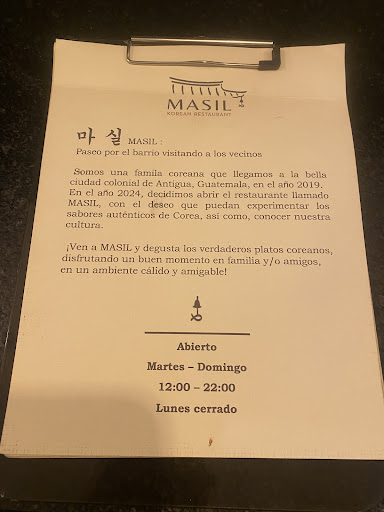 MASIL
KOREAN RESTAURANT
마 실 MASIL :
Paseo por el barrio visitando a los vecinos
Somos una famila coreana que llegamos a la bella
ciudad colonial de Antigua, Guatemala, en el año 2019.
En el año 2024, decidimos abrir el restaurante llamado
MASIL, con el deseo que puedan experimentar los
sabores auténticos de Corea, asi como, conocer nuestra
cultura.
¡Ven a MASIL y degusta los verdaderos platos coreanos,
disfrutando un buen momento en familia y/o amigos,
en un ambiente cálido y amigable!
Abierto
Martes – Domingo
12:00 – 22:00
Lunes cerrado